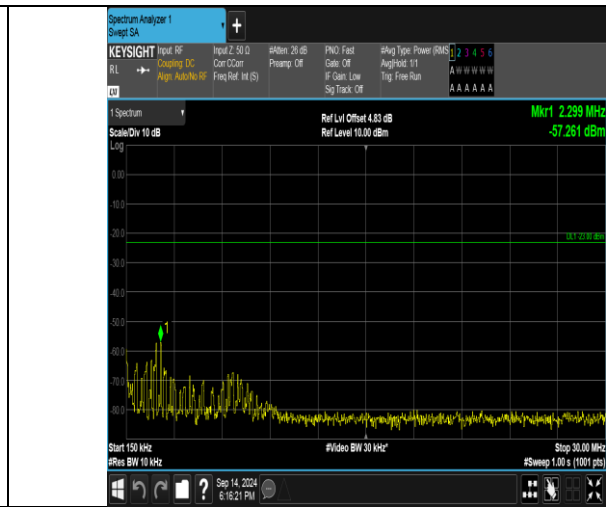 Spectrum Analyzer 1
Swept SA
+
KEYSIGHT Input: RF Input Z: 50 Ω #Atten: 26 dB PNO: Fast #Avg Type: Power (RMS 1 2 3 4 5 6
RL Coupling: DC Corr CCorr Preamp: Off Gate: Off Avg|Hold: 1/1 A W W W W W
Align: Auto/No RF Freq Ref: Int (S) IF Gain: Low Trig: Free Run
Sig Track: Off A A A A A A
LXI
1 Spectrum Ref Lvl Offset 4.83 dB Mkr1 2.299 MHz
Scale/Div 10 dB Ref Level 10.00 dBm -57.261 dBm
Log
0.00
-10.0
-20.0
DL1 -23.00 dBm
-30.0
-40.0
-50.0
1
-60.0
-70.0
-80.0
Start 150 kHz #Video BW 30 kHz* Stop 30.00 MHz
#Res BW 10 kHz #Sweep 1.00 s (1001 pts)
? Sep 14, 2024
6:16:21 PM